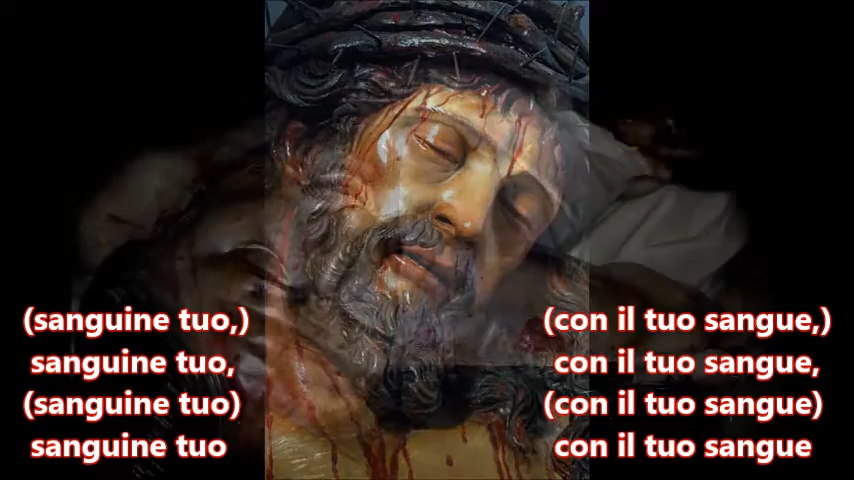 (sanguine tuo,)
sanguine tuo,
(sanguine tuo)
sanguine tuo
(con il tuo sangue,)
con il tuo sangue,
(con il tuo sangue)
con il tuo sangue